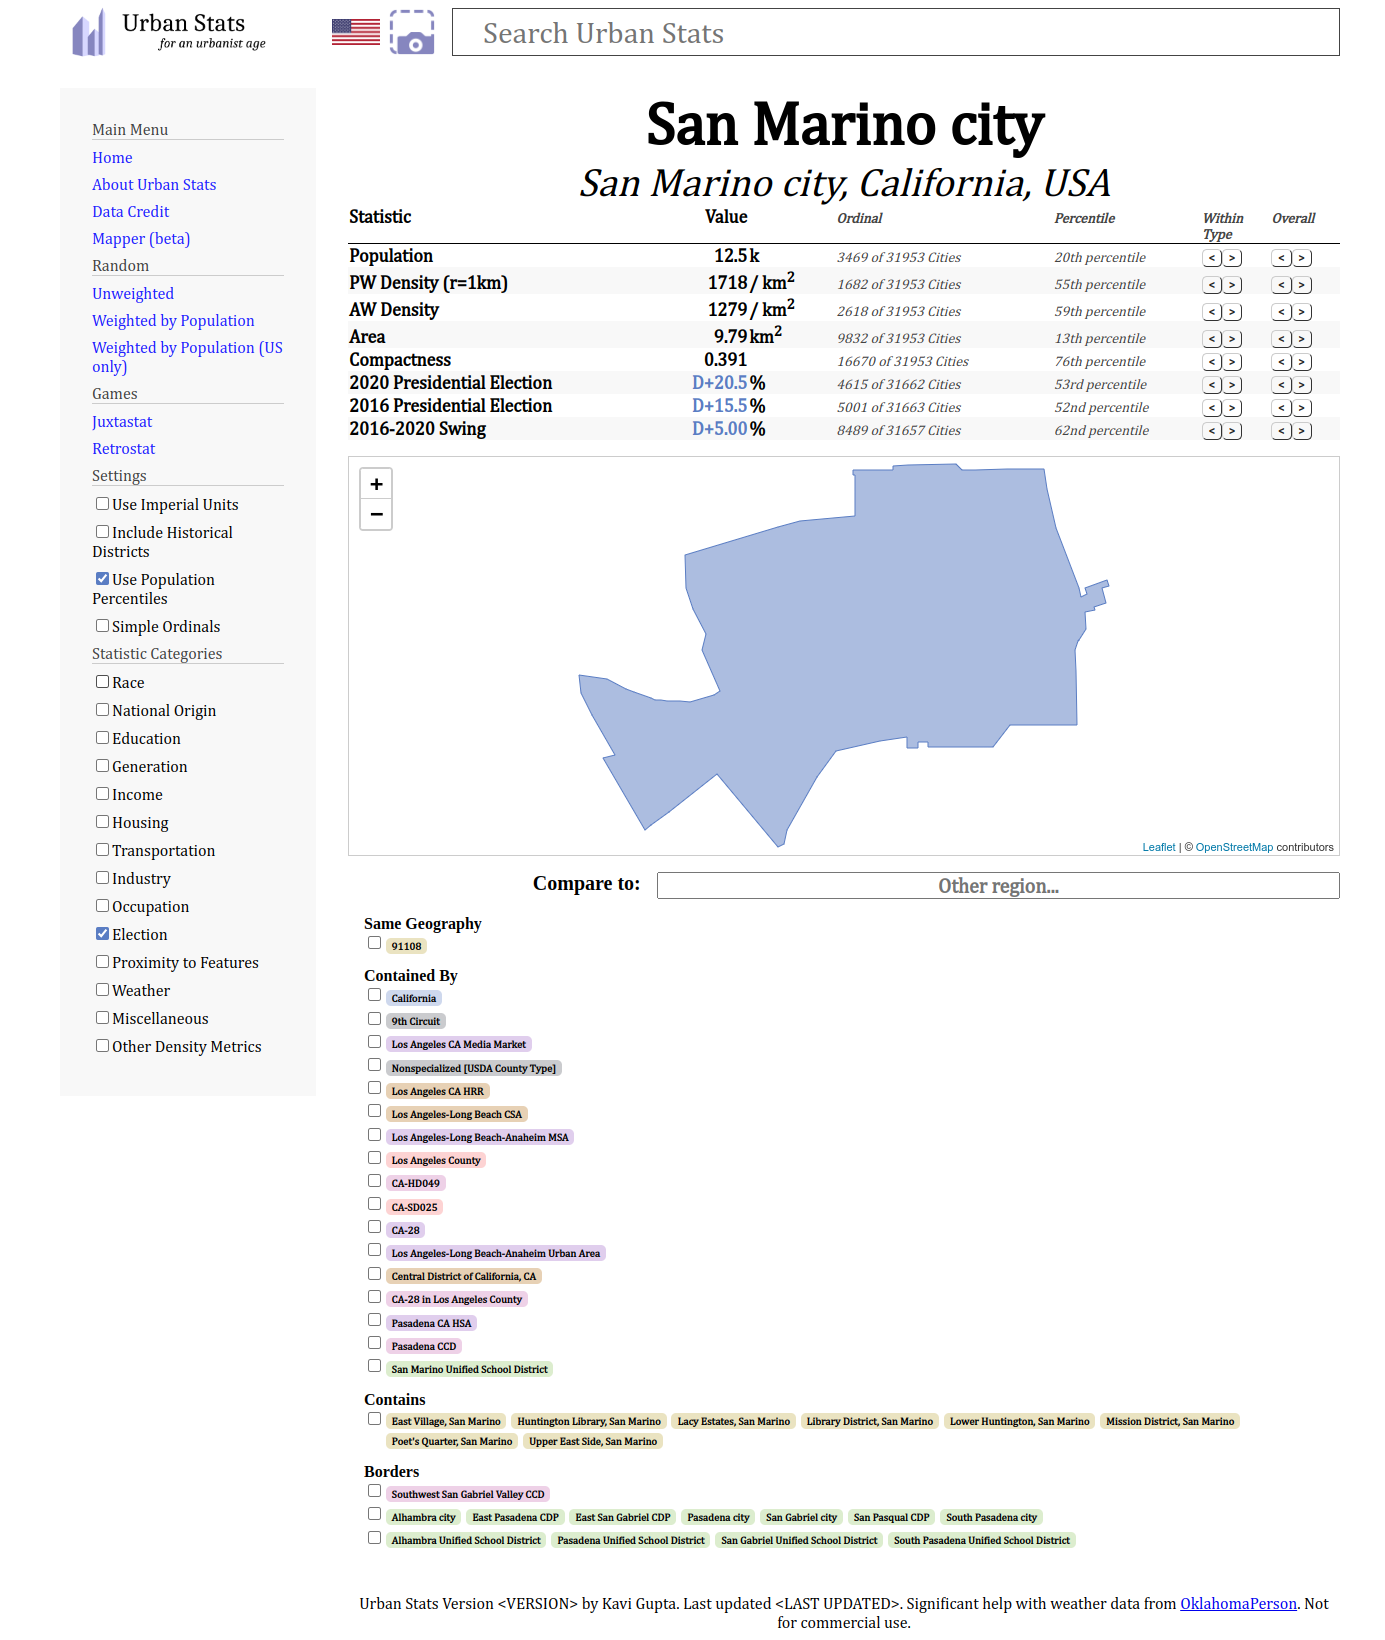 Urban Stats
for an urbanist age
Search Urban Stats
Main Menu
Home
About Urban Stats
Data Credit
Mapper (beta)
Random
Unweighted
Weighted by Population
Weighted by Population (US
only)
Games
Juxtastat
Retrostat
Settings
Use Imperial Units
Include Historical
Districts
Use Population
Percentiles
Simple Ordinals
Statistic Categories
Race
National Origin
Education
Generation
Income
Housing
Transportation
Industry
Occupation
Election
Proximity to Features
Weather
Miscellaneous
Other Density Metrics
San Marino city
San Marino city, California, USA
Statistic Value Ordinal Percentile Within Type Overall
Population 12.5 k 3469 of 31953 Cities 20th percentile < > < >
PW Density (r=1km) 1718 / km² 1682 of 31953 Cities 55th percentile < > < >
AW Density 1279 / km² 2618 of 31953 Cities 59th percentile < > < >
Area 9.79 km² 9832 of 31953 Cities 13th percentile < > < >
Compactness 0.391 16670 of 31953 Cities 76th percentile < > < >
2020 Presidential Election D+20.5 % 4615 of 31662 Cities 53rd percentile < > < >
2016 Presidential Election D+15.5 % 5001 of 31663 Cities 52nd percentile < > < >
2016-2020 Swing D+5.00 % 8489 of 31657 Cities 62nd percentile < > < >
+
−
Leaflet | © OpenStreetMap contributors
Compare to: Other region...
Same Geography
91108
Contained By
California
9th Circuit
Los Angeles CA Media Market
Nonspecialized [USDA County Type]
Los Angeles CA HRR
Los Angeles-Long Beach CSA
Los Angeles-Long Beach-Anaheim MSA
Los Angeles County
CA-HD049
CA-SD025
CA-28
Los Angeles-Long Beach-Anaheim Urban Area
Central District of California, CA
CA-28 in Los Angeles County
Pasadena CA HSA
Pasadena CCD
San Marino Unified School District
Contains
East Village, San Marino Huntington Library, San Marino Lacy Estates, San Marino Library District, San Marino Lower Huntington, San Marino Mission District, San Marino
Poet's Quarter, San Marino Upper East Side, San Marino
Borders
Southwest San Gabriel Valley CCD
Alhambra city East Pasadena CDP East San Gabriel CDP Pasadena city San Gabriel city San Pasqual CDP South Pasadena city
Alhambra Unified School District Pasadena Unified School District San Gabriel Unified School District South Pasadena Unified School District
Urban Stats Version <VERSION> by Kavi Gupta. Last updated <LAST UPDATED>. Significant help with weather data from OklahomaPerson. Not
for commercial use.